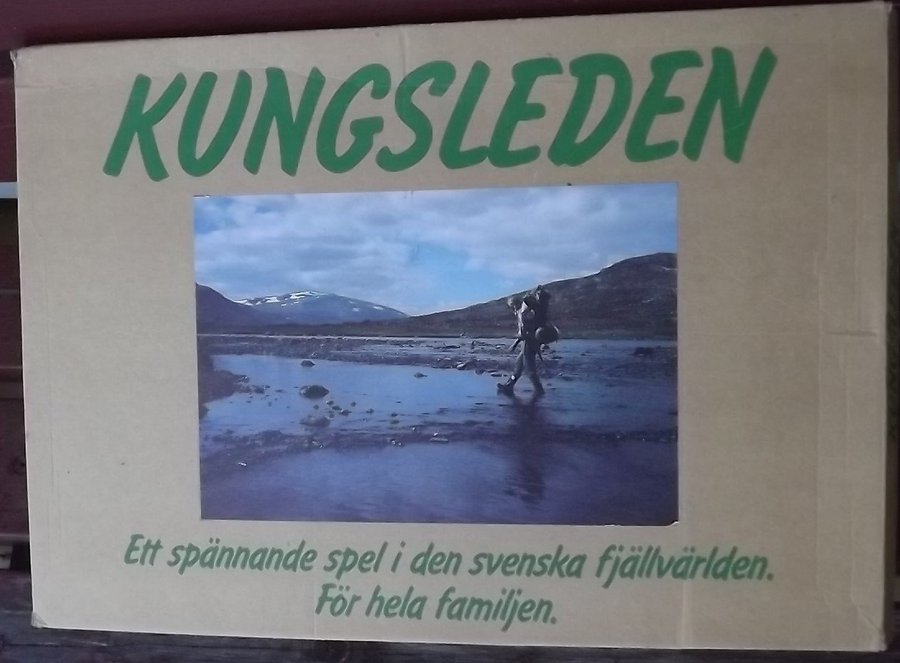 KUNGSLEDEN
Ett spännande spel i den svenska fjällvärlden.
För hela familjen.